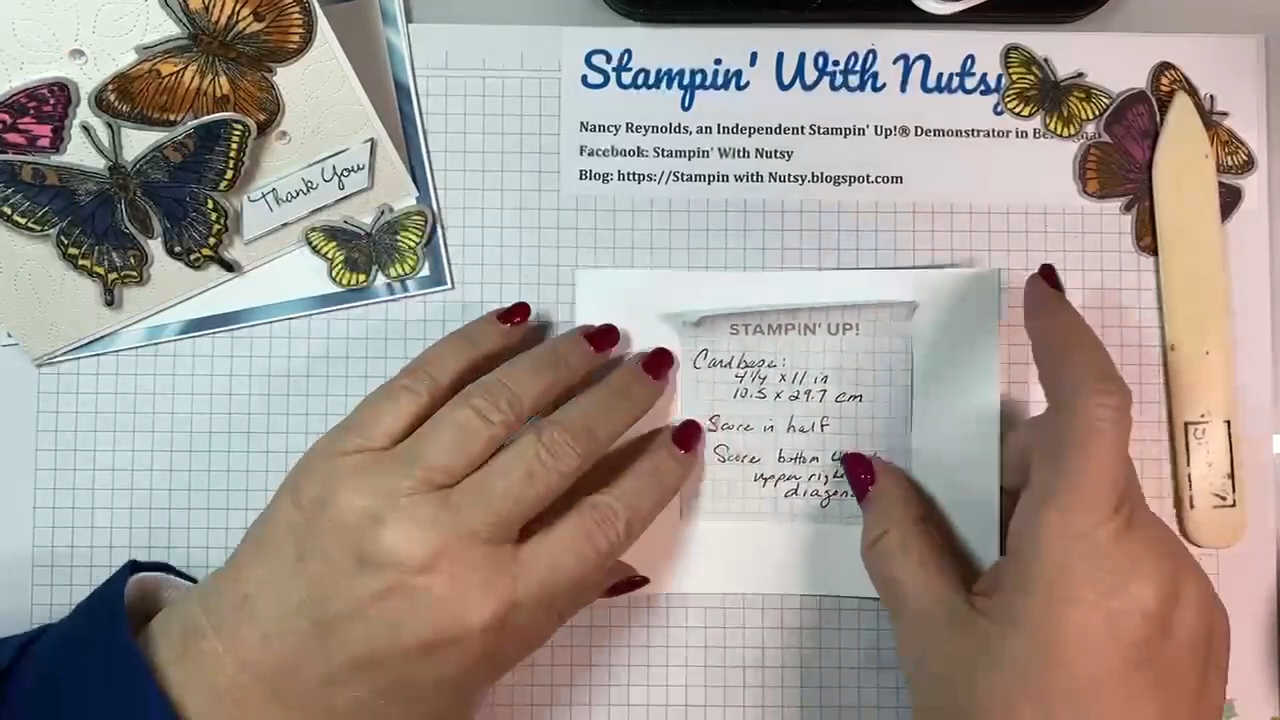 Stampin' With Nutsy
Nancy Reynolds, an Independent Stampin' Up!® Demonstrator in
Facebook: Stampin' With Nutsy
Blog: https://Stampin with Nutsy.blogspot.com
Thank You
STAMPIN' UP!
Card base:
4 1/4 x 11 in
10.5 x 29.7 cm
Score in half
Score bottom
upper